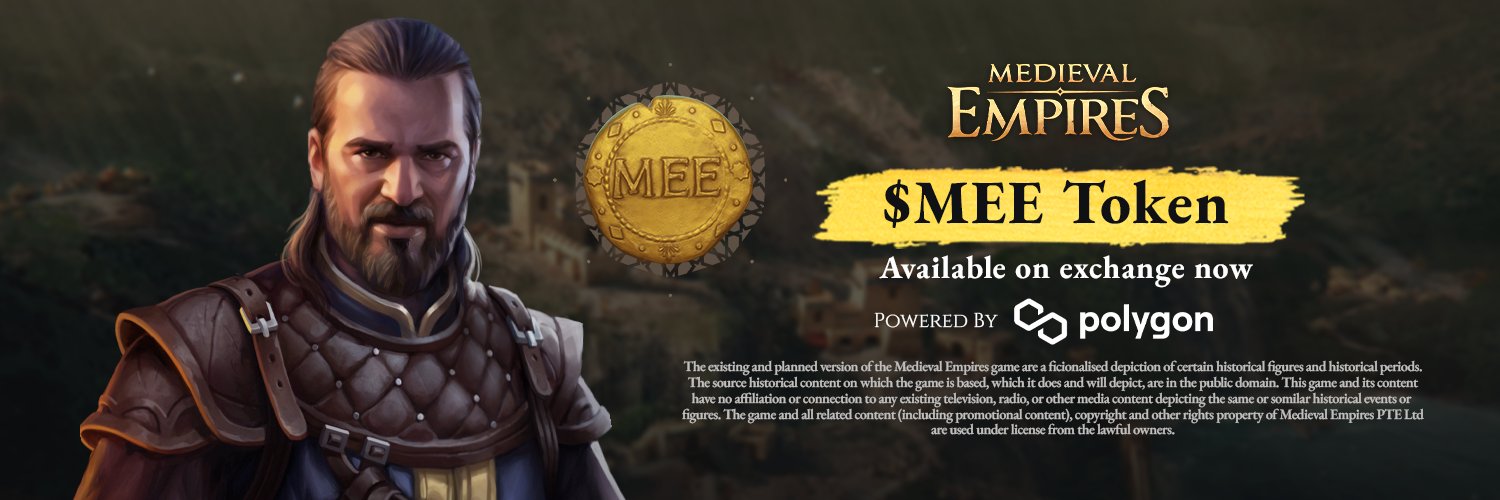 MEE
MEDIEVAL
EMPIRES
$MEE Token
Available on exchange now
POWERED BY polygon
The existing and planned version of the Medieval Empires game are a ficionalised depiction of certain historical figures and historical periods.
The source historical content on which the game is based, which it does and will depict, are in the public domain. This game and its content
have no affiliation or connection to any existing television, radio, or other media content depicting the same or somilar historical events or
figures. The game and all related content (including promotional content), copyright and other rights property of Medieval Empires PTE Ltd
are used under license from the lawful owners.